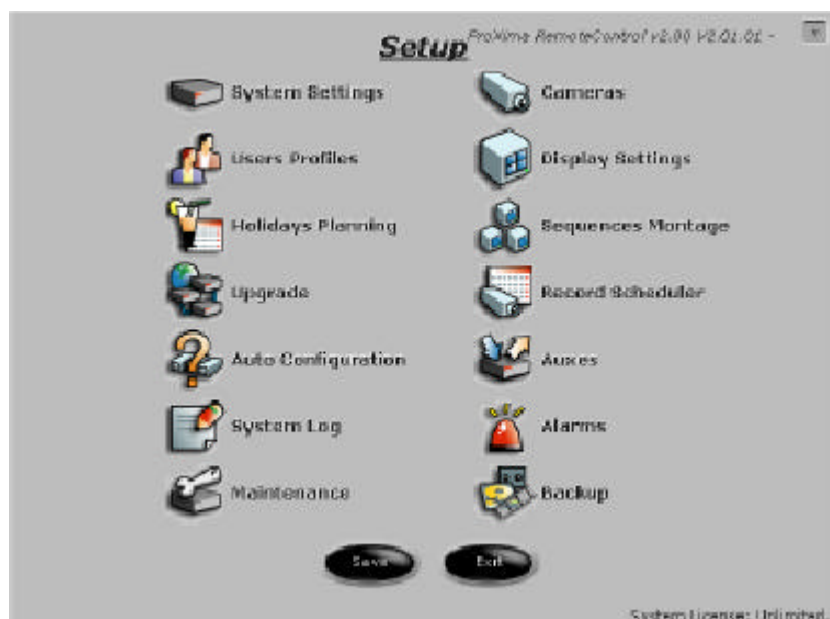 Setup
ProXima RemoteControl v2.00 V2.01.01 -
System Settings
Cameras
Users Profiles
Display Settings
Holidays Planning
Sequences Montage
Upgrade
Record Scheduler
Auto Configuration
Auxes
System Log
Alarms
Maintenance
Backup
Save
Exit
System License: Unlimited